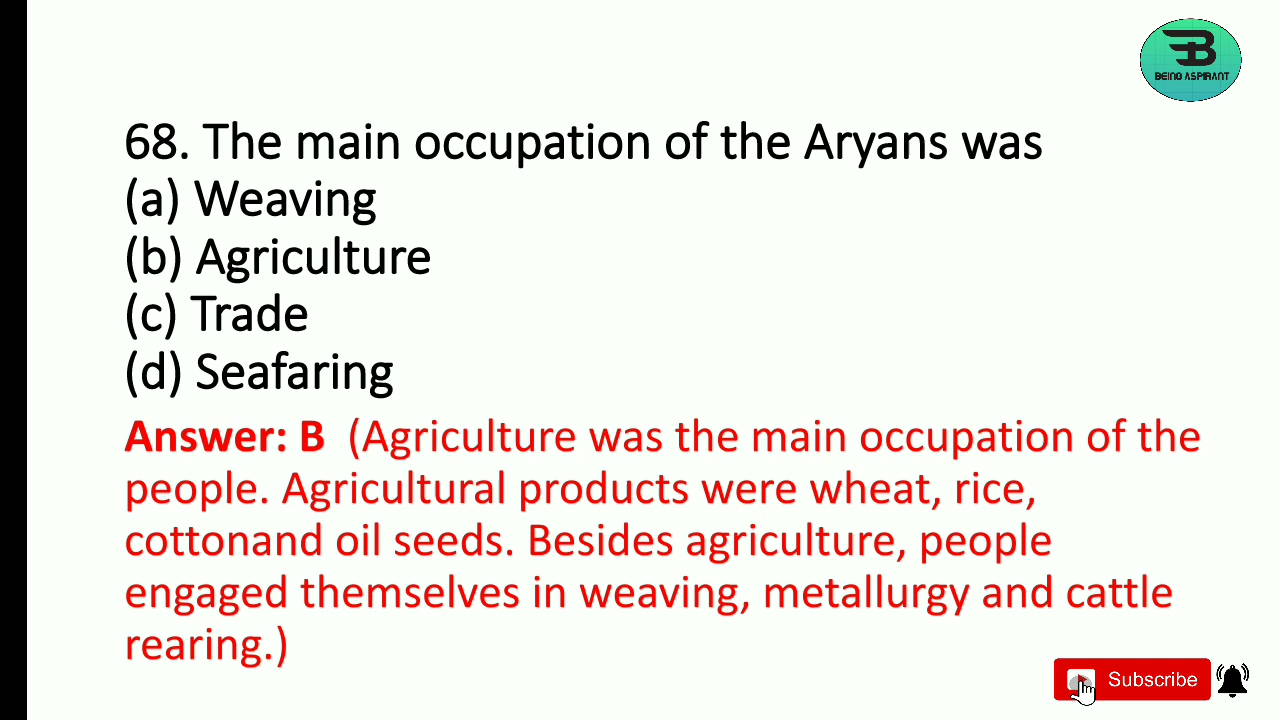 BEING ASPIRANT
68. The main occupation of the Aryans was
(a) Weaving
(b) Agriculture
(c) Trade
(d) Seafaring
Answer: B (Agriculture was the main occupation of the
people. Agricultural products were wheat, rice,
cottonand oil seeds. Besides agriculture, people
engaged themselves in weaving, metallurgy and cattle
rearing.)
Subscribe